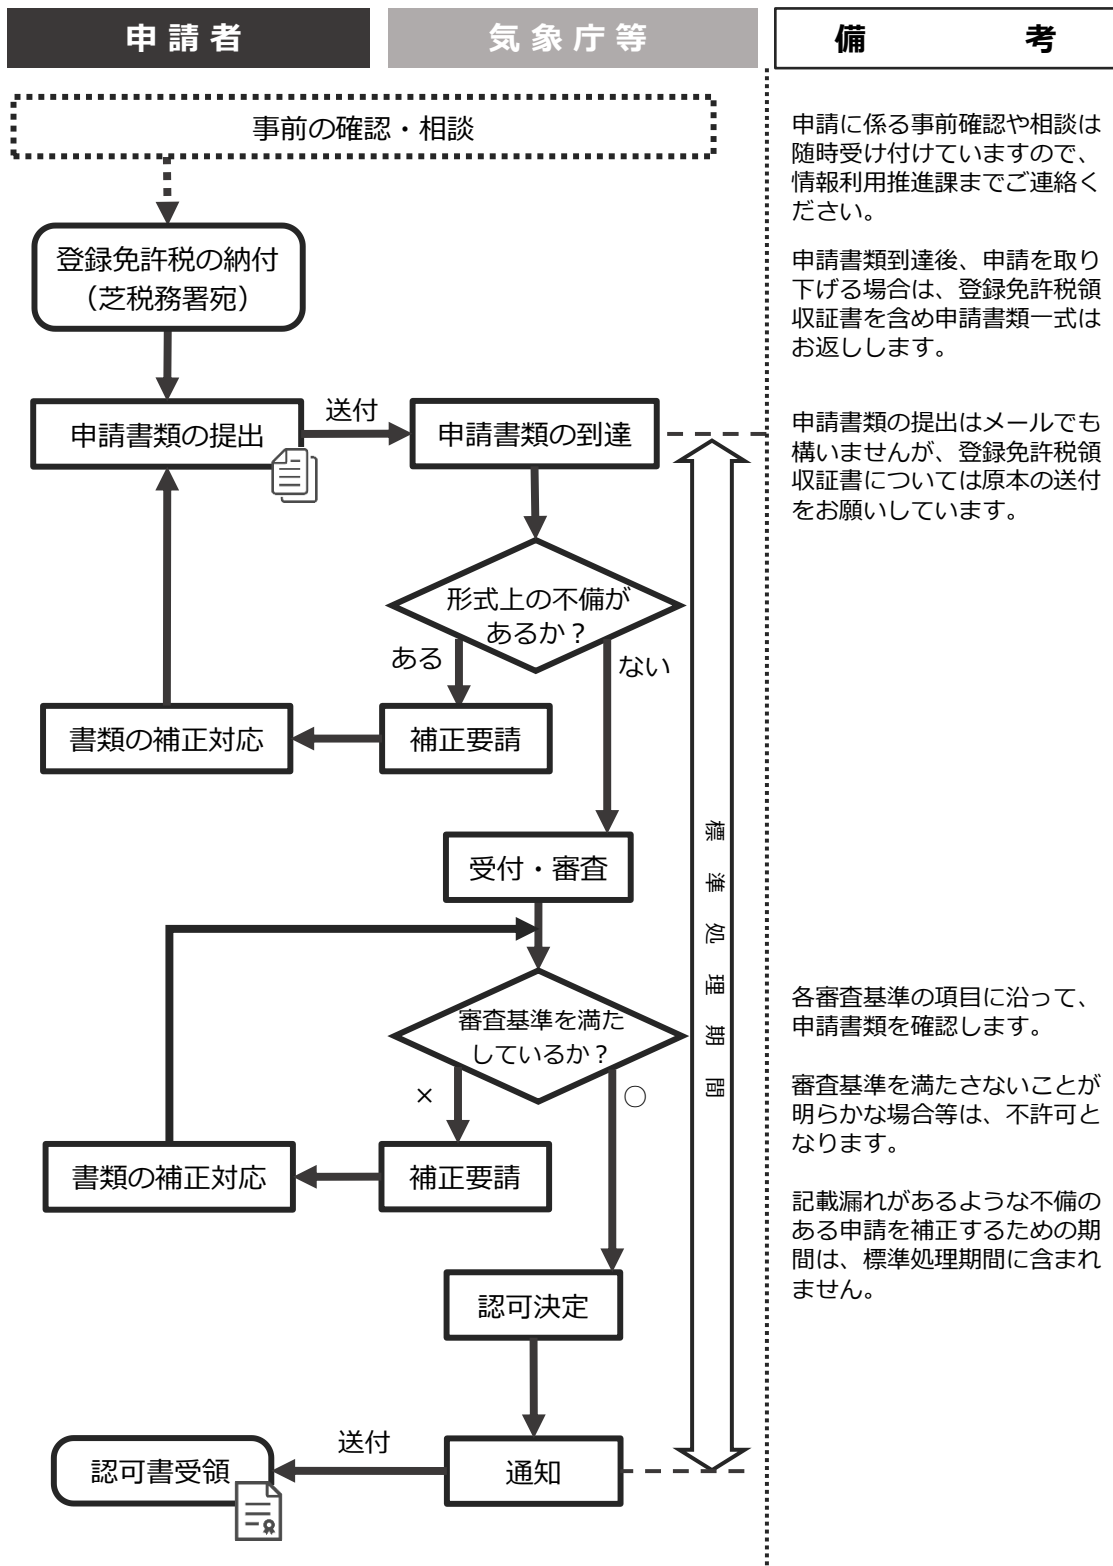 申請者
気象庁等
備考
事前の確認・相談
登録免許税の納付
（芝税務署宛）
申請書類の提出
送付
申請書類の到達
形式上の不備が
あるか？
ある
ない
書類の補正対応
補正要請
受付・審査
審査基準を満た
しているか？
×
○
書類の補正対応
補正要請
認可決定
認可書受領
送付
通知
標準処理期間
申請に係る事前確認や相談は
随時受け付けていますので、
情報利用推進課までご連絡く
ださい。
申請書類到達後、申請を取り
下げる場合は、登録免許税領
収証書を含め申請書類一式は
お返しします。
申請書類の提出はメールでも
構いませんが、登録免許税領
収証書については原本の送付
をお願いしています。
各審査基準の項目に沿って、
申請書類を確認します。
審査基準を満たさないことが
明らかな場合等は、不許可と
なります。
記載漏れがあるような不備の
ある申請を補正するための期
間は、標準処理期間に含まれ
ません。